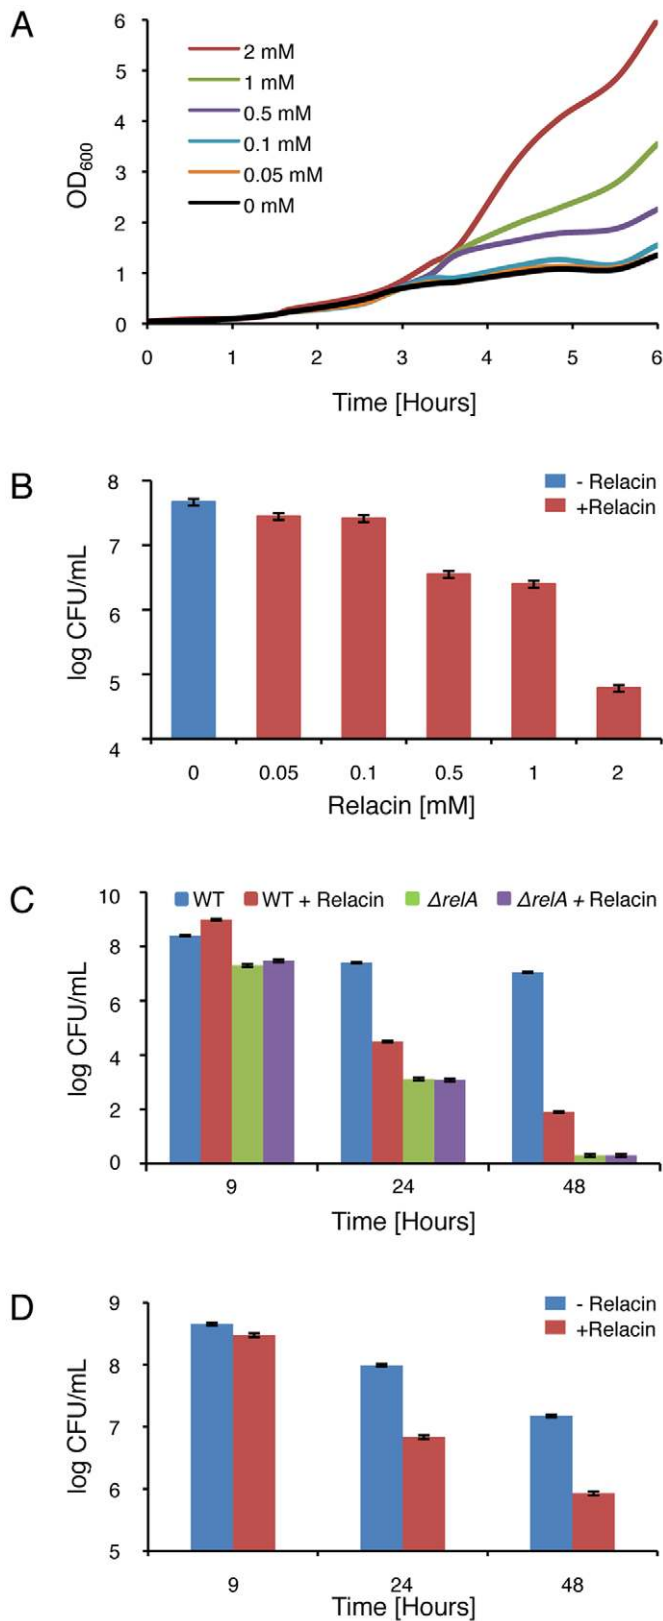 A
6
5
4
3
2
1
0
OD600
2 mM
1 mM
0.5 mM
0.1 mM
0.05 mM
0 mM
0 1 2 3 4 5 6
Time [Hours]
B
8
7
6
5
4
log CFU/mL
- Relacin
+Relacin
0 0.05 0.1 0.5 1 2
Relacin [mM]
C
10
8
6
4
2
0
log CFU/mL
WT WT + Relacin ΔrelA ΔrelA + Relacin
9 24 48
Time [Hours]
D
9
8
7
6
5
log CFU/mL
- Relacin
+Relacin
9 24 48
Time [Hours]